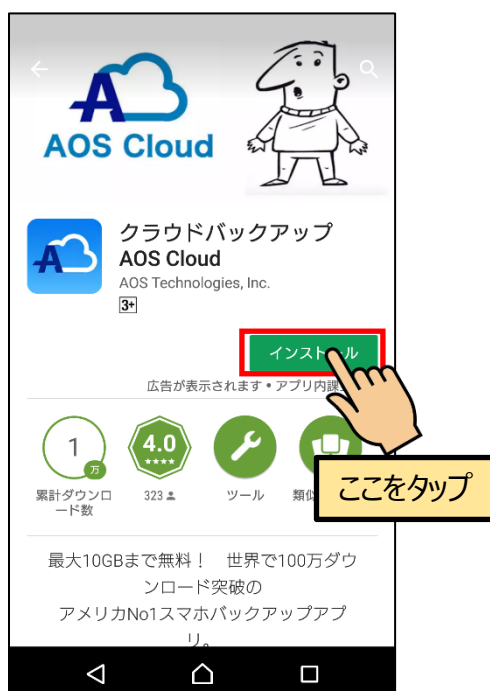 AOS Cloud
クラウドバックアップ
AOS Cloud
AOS Technologies, Inc.
3+
インストール
広告が表示されます • アプリ内課
1
万
4.0
★★★★
累計ダウンロ
ード数
323
ツール
類似
ここをタップ
最大10GBまで無料！ 世界で100万ダウ
ンロード突破の
アメリカNo1スマホバックアップアプ
リ。